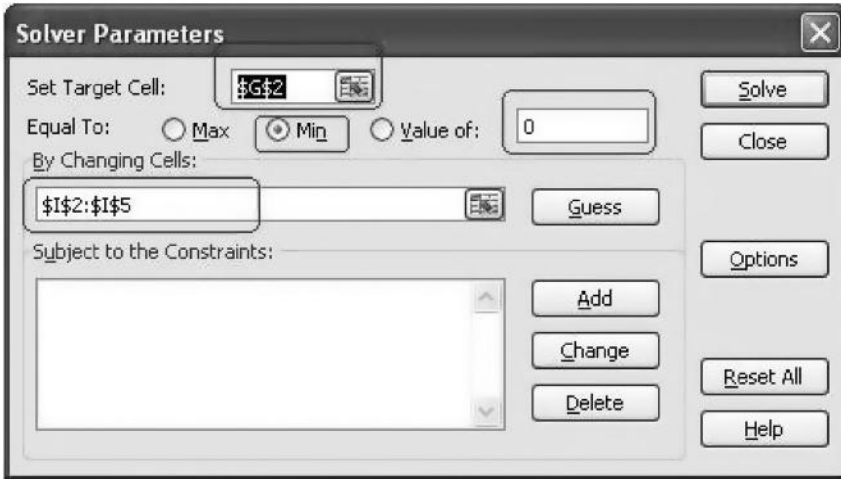 Solver Parameters
Set Target Cell: $G$2 Solve
Equal To: Max Min Value of: 0 Close
By Changing Cells:
$I$2:$I$5 Guess
Subject to the Constraints: Options
Add
Change
Reset All
Delete
Help